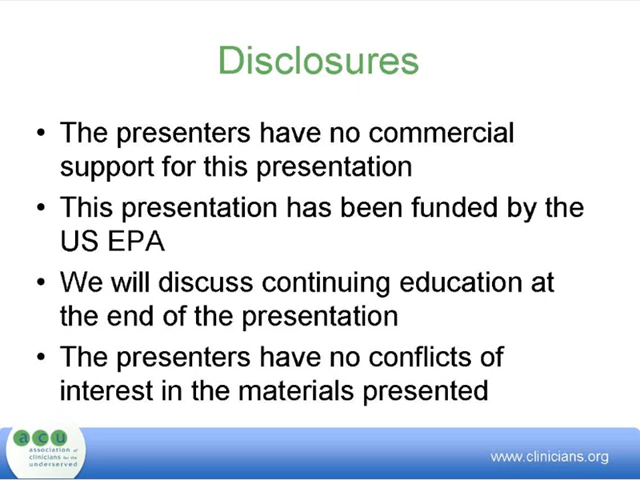 Disclosures
• The presenters have no commercial
support for this presentation
• This presentation has been funded by the
US EPA
• We will discuss continuing education at
the end of the presentation
• The presenters have no conflicts of
interest in the materials presented
acu
association of
clinicians for the
underserved
www.clinicians.org